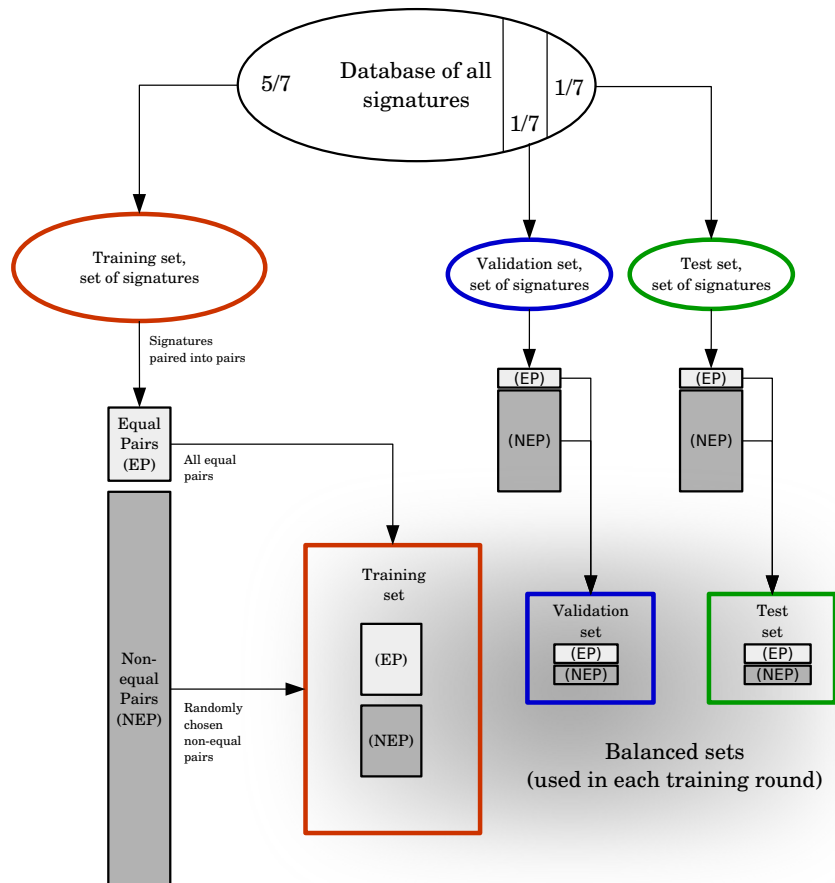 Database of all
signatures
5/7
1/7
1/7
Training set,
set of signatures
Validation set,
set of signatures
Test set,
set of signatures
Signatures
paired into pairs
(EP)
(NEP)
(EP)
(NEP)
Equal
Pairs
(EP)
All equal
pairs
Non-
equal
Pairs
(NEP)
Randomly
chosen
non-equal
pairs
Training
set
(EP)
(NEP)
Validation
set
(EP)
(NEP)
Test
set
(EP)
(NEP)
Balanced sets
(used in each training round)